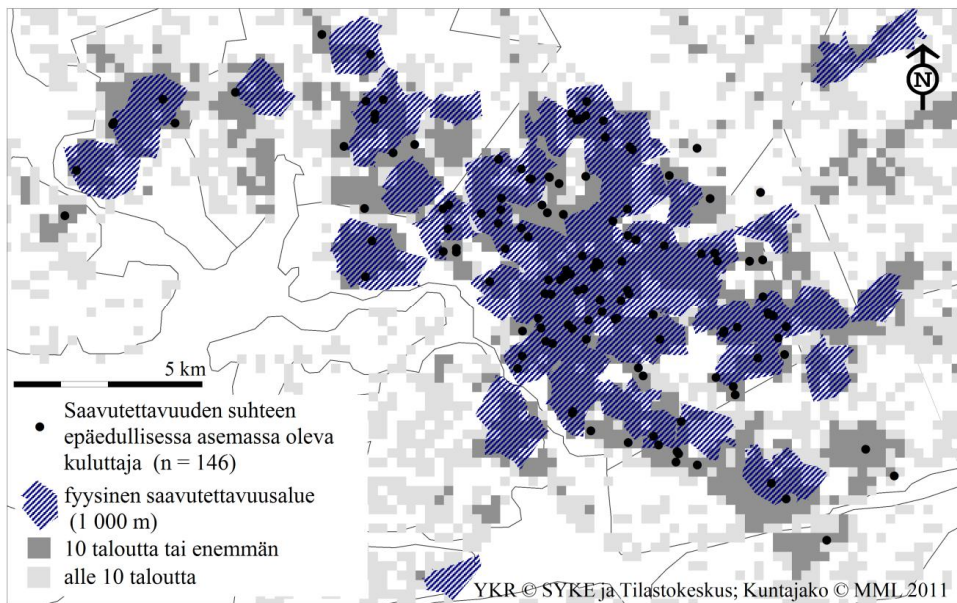 N
5 km
Saavutettavuuden suhteen
epäedullisessa asemassa oleva
kuluttaja (n = 146)
fyysinen saavutettavuusalue
(1 000 m)
10 taloutta tai enemmän
alle 10 taloutta
YKR © SYKE ja Tilastokeskus; Kuntajako © MML 2011